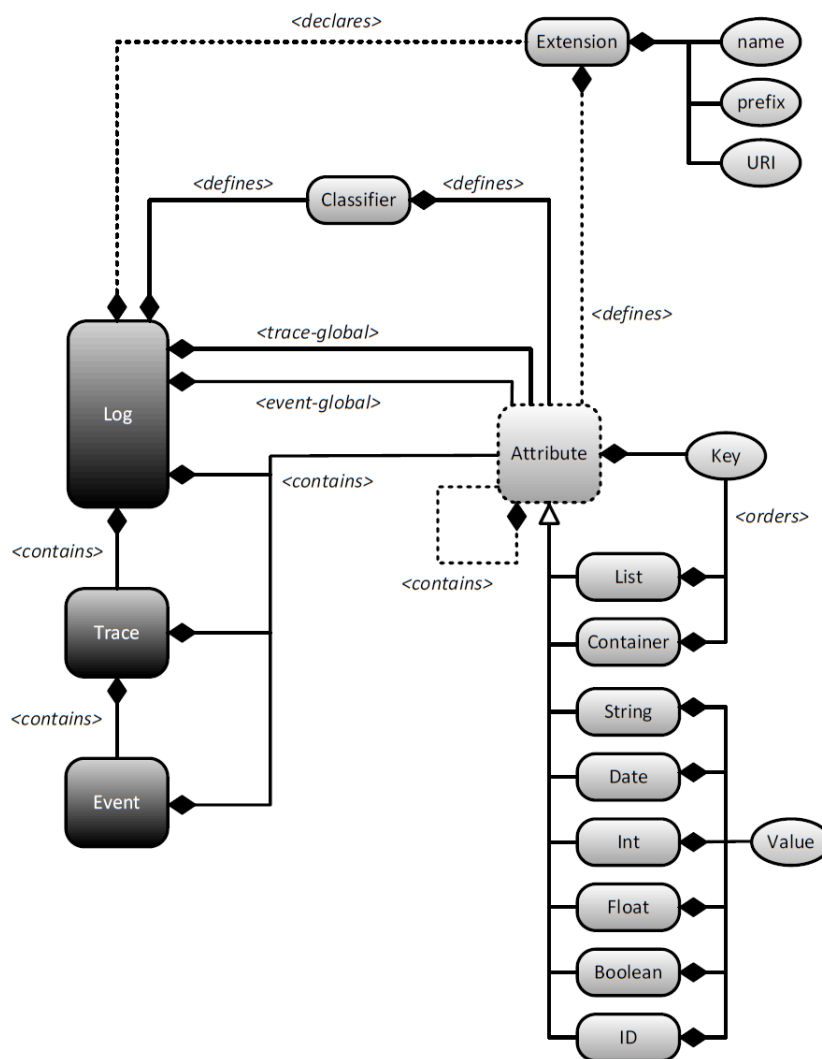 <declares>
Extension
name
prefix
URI
<defines>
Classifier
<defines>
<defines>
<trace-global>
<event-global>
Log
Attribute
Key
<contains>
<orders>
<contains>
List
<contains>
Trace
Container
<contains>
String
Date
Event
Int
Value
Float
Boolean
ID